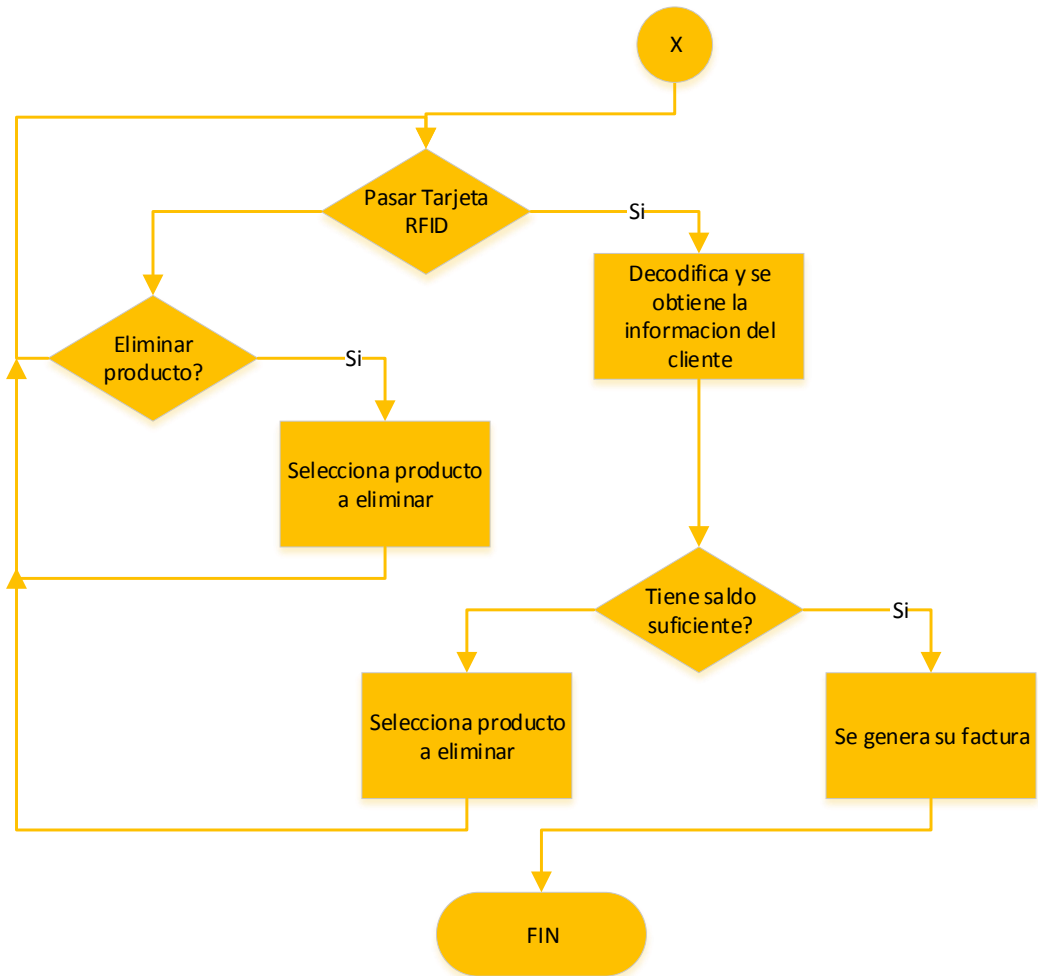 X
Pasar Tarjeta
RFID
Si
Decodifica y se
obtiene la
informacion del
cliente
Eliminar
producto?
Si
Selecciona producto
a eliminar
Tiene saldo
suficiente?
Si
Selecciona producto
a eliminar
Se genera su factura
FIN